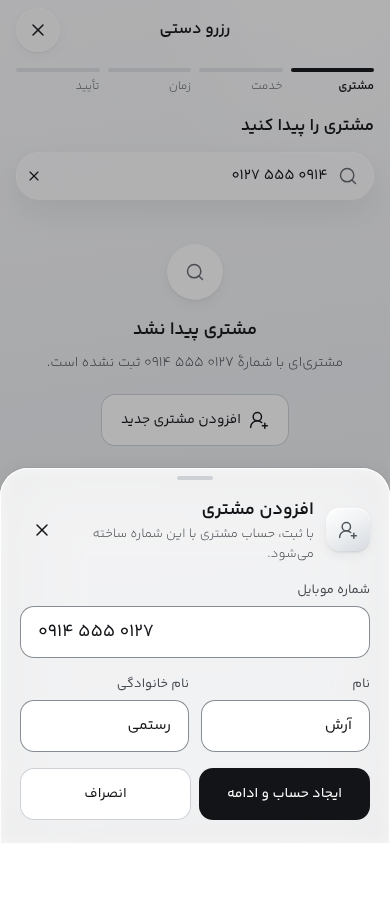 رزرو دستی
مشتری
خدمت
زمان
تأیید
مشتری را پیدا کنید
۰۹۱۴ ۵۵۵ ۰۱۲۷
مشتری پیدا نشد
مشتری‌ای با شمارهٔ ۰۹۱۴ ۵۵۵ ۰۱۲۷ ثبت نشده است.
افزودن مشتری جدید
افزودن مشتری
با ثبت، حساب مشتری با این شماره ساخته
می‌شود.
شماره موبایل
۰۹۱۴ ۵۵۵ ۰۱۲۷
نام
نام خانوادگی
آرش
رستمی
ایجاد حساب و ادامه
انصراف